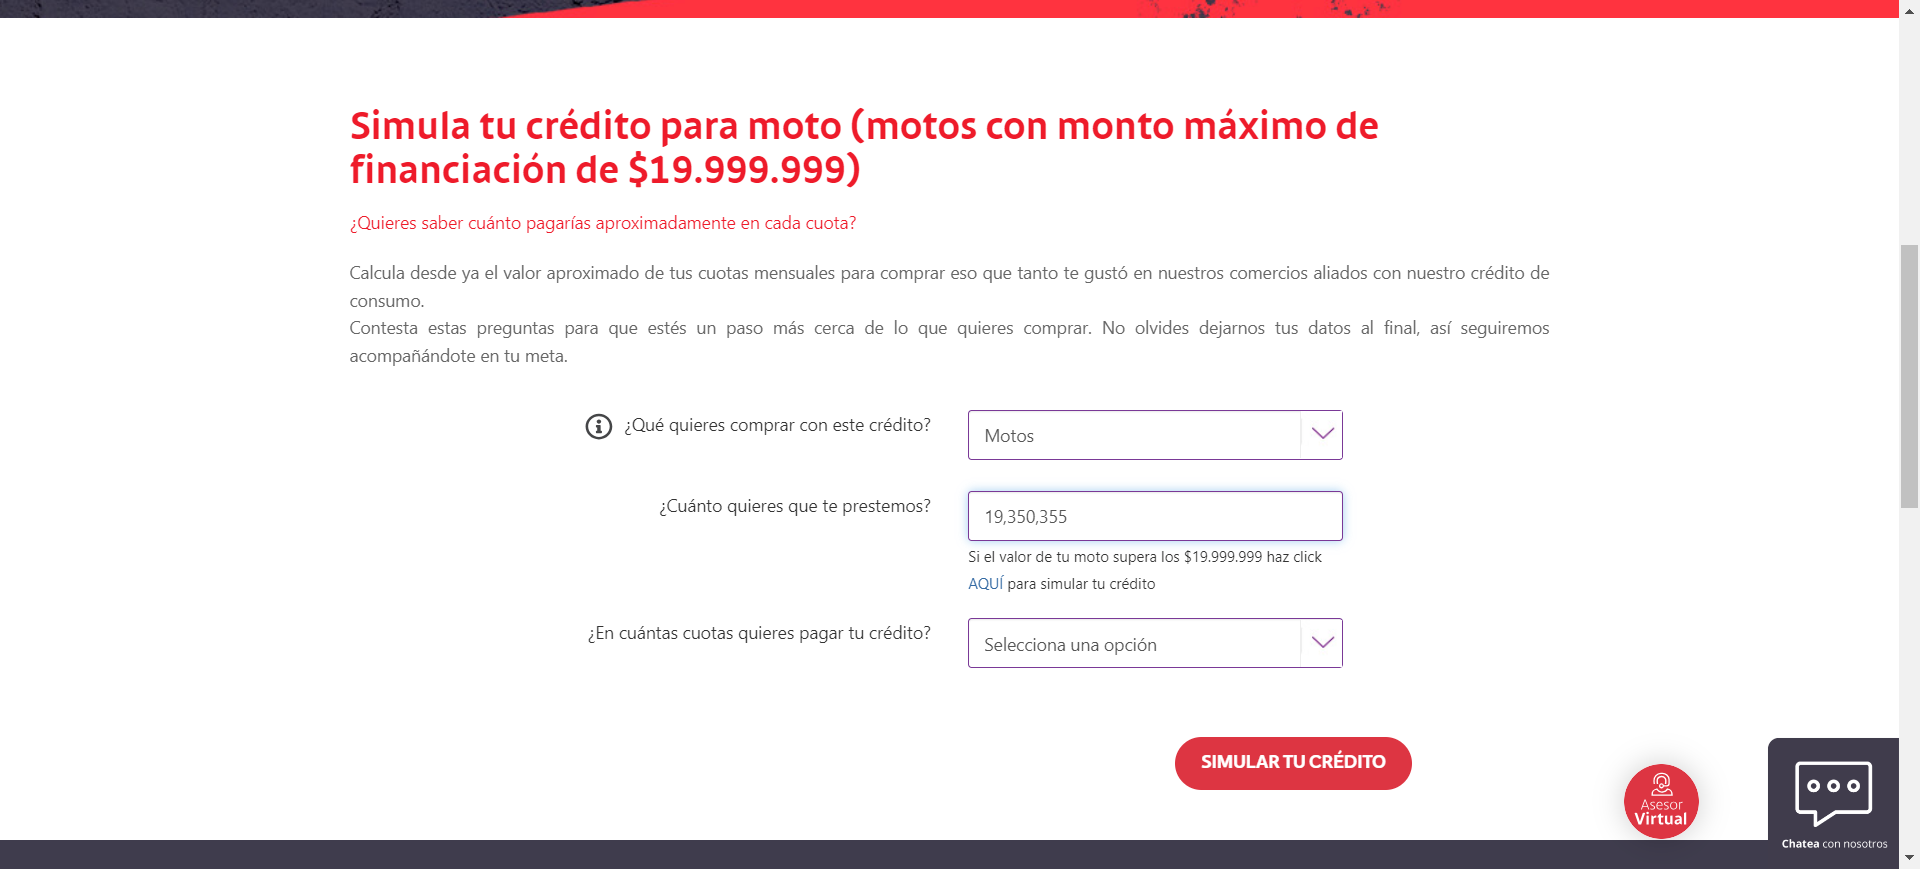 Simula tu crédito para moto (motos con monto máximo de
financiación de $19.999.999)
¿Quieres saber cuánto pagarías aproximadamente en cada cuota?
Calcula desde ya el valor aproximado de tus cuotas mensuales para comprar eso que tanto te gustó en nuestros comercios aliados con nuestro crédito de
consumo.
Contesta estas preguntas para que estés un paso más cerca de lo que quieres comprar. No olvides dejarnos tus datos al final, así seguiremos
acompañándote en tu meta.
¿Qué quieres comprar con este crédito?
Motos
¿Cuánto quieres que te prestemos?
19,350,355
Si el valor de tu moto supera los $19.999.999 haz click
AQUÍ para simular tu crédito
¿En cuántas cuotas quieres pagar tu crédito?
Selecciona una opción
SIMULAR TU CRÉDITO
Asesor
Virtual
Chatea con nosotros